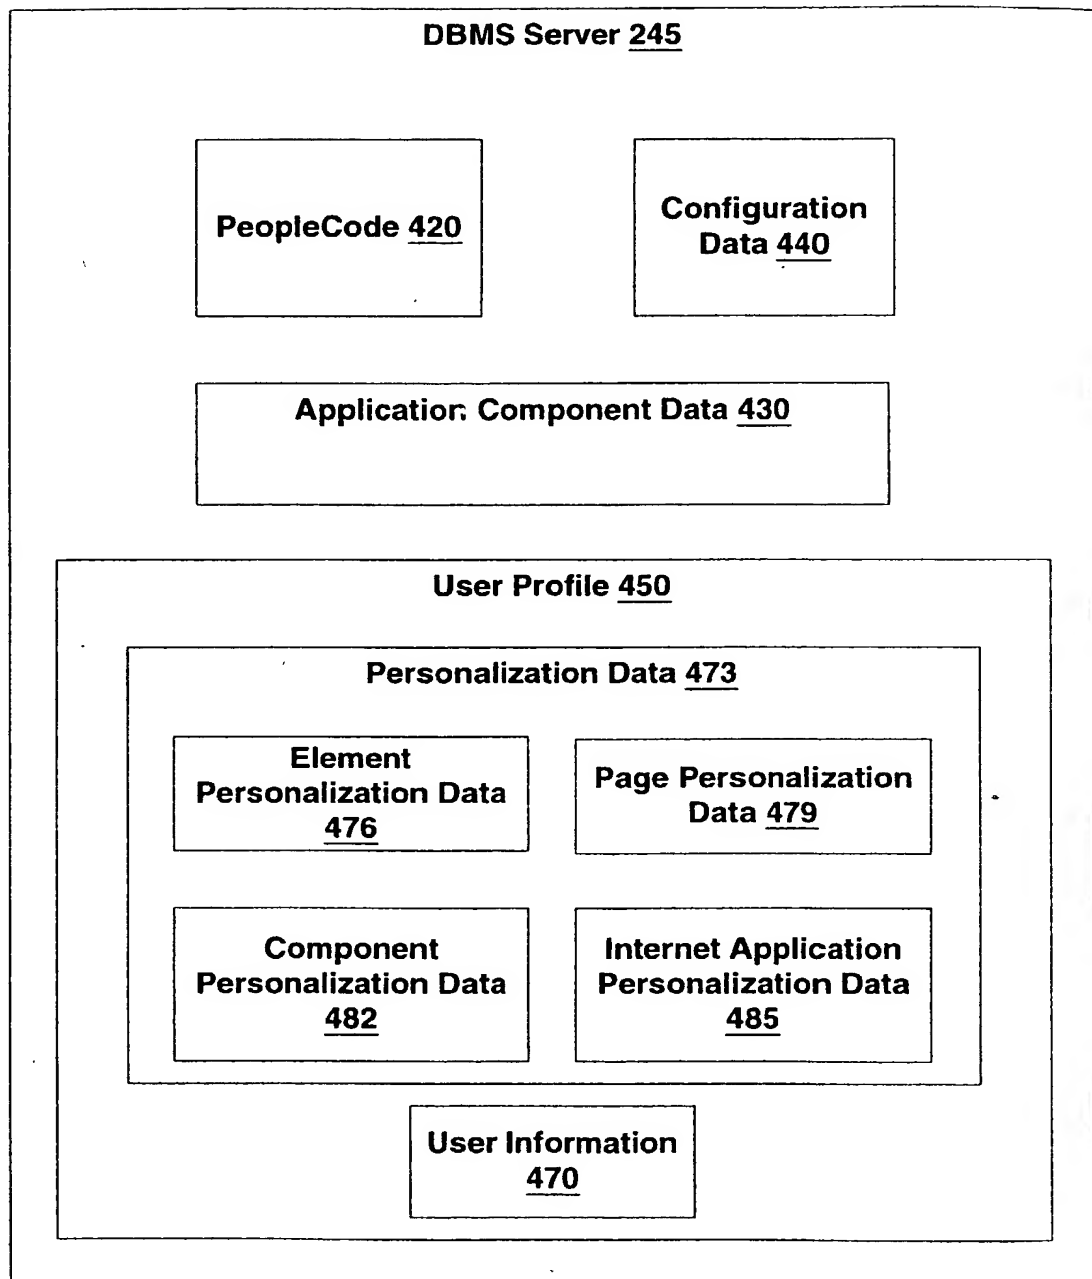 DBMS Server 245
PeopleCode 420
Configuration
Data 440
Application Component Data 430
User Profile 450
Personalization Data 473
Element
Personalization Data
476
Page Personalization
Data 479
Component
Personalization Data
482
Internet Application
Personalization Data
485
User Information
470